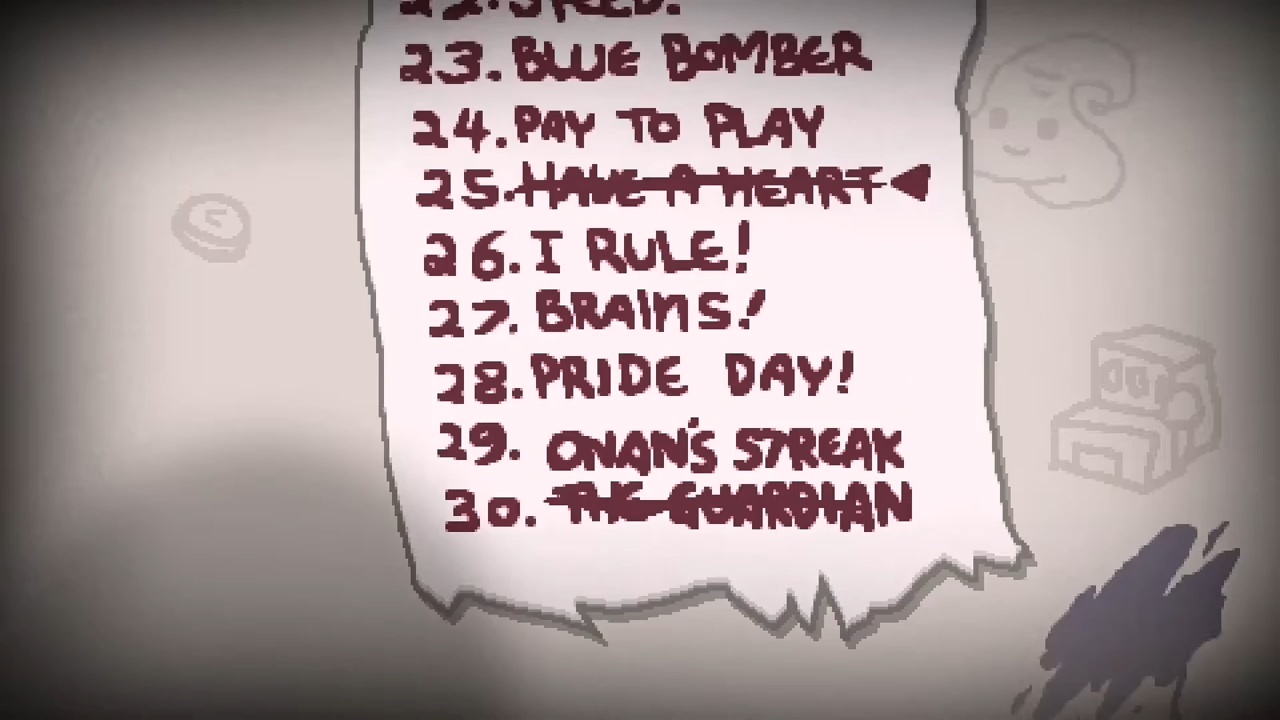 23. BLUE BOMBER
24. PAY TO PLAY
25. HAVE A HEART
26. I RULE!
27. BRAINS!
28. PRIDE DAY!
29. ONAN'S STREAK
30. THE GUARDIAN